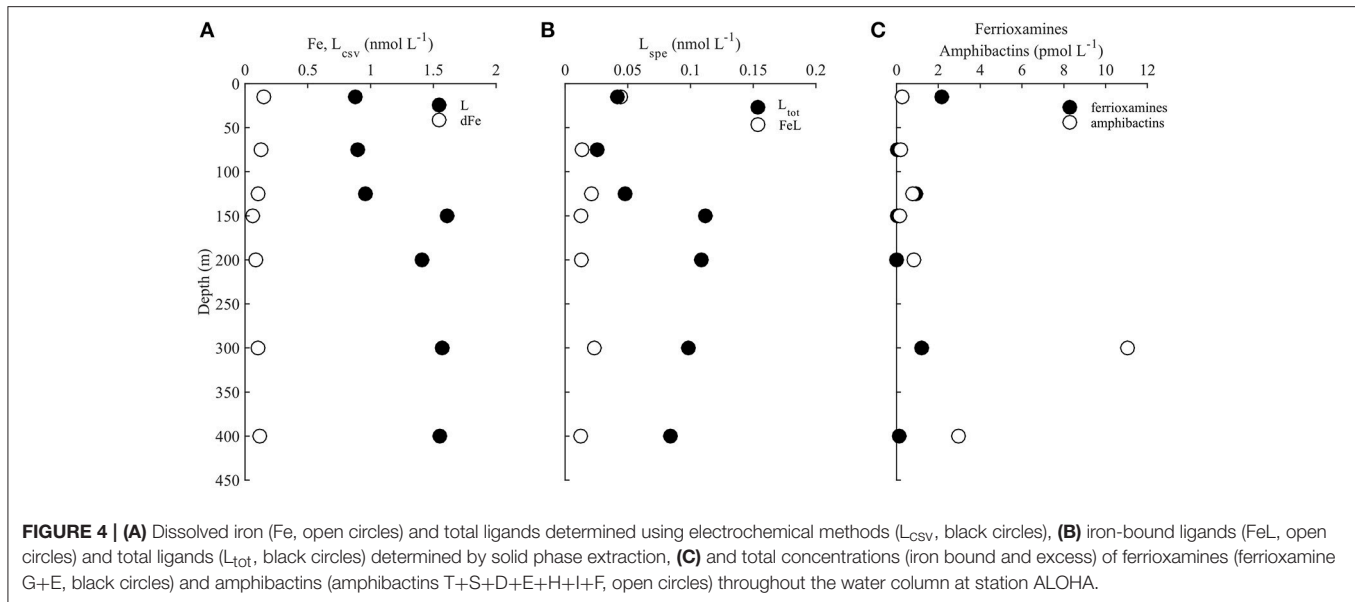 A
Fe, Lcsv (nmol L-1)
0 0.5 1 1.5 2
L
dFe
0
50
100
150
200
250
300
350
400
450
Depth (m)
B
Lspe (nmol L-1)
0 0.05 0.1 0.15 0.2
Ltot
FeL
C
Ferrioxamines
Amphibactins (pmol L-1)
0 2 4 6 8 10 12
ferrioxamines
amphibactins
FIGURE 4 | (A) Dissolved iron (Fe, open circles) and total ligands determined using electrochemical methods (LCSV, black circles), (B) iron-bound ligands (FeL, open
circles) and total ligands (Ltot, black circles) determined by solid phase extraction, (C) and total concentrations (iron bound and excess) of ferrioxamines (ferrioxamine
G+E, black circles) and amphibactins (amphibactins T+S+D+E+H+I+F, open circles) throughout the water column at station ALOHA.